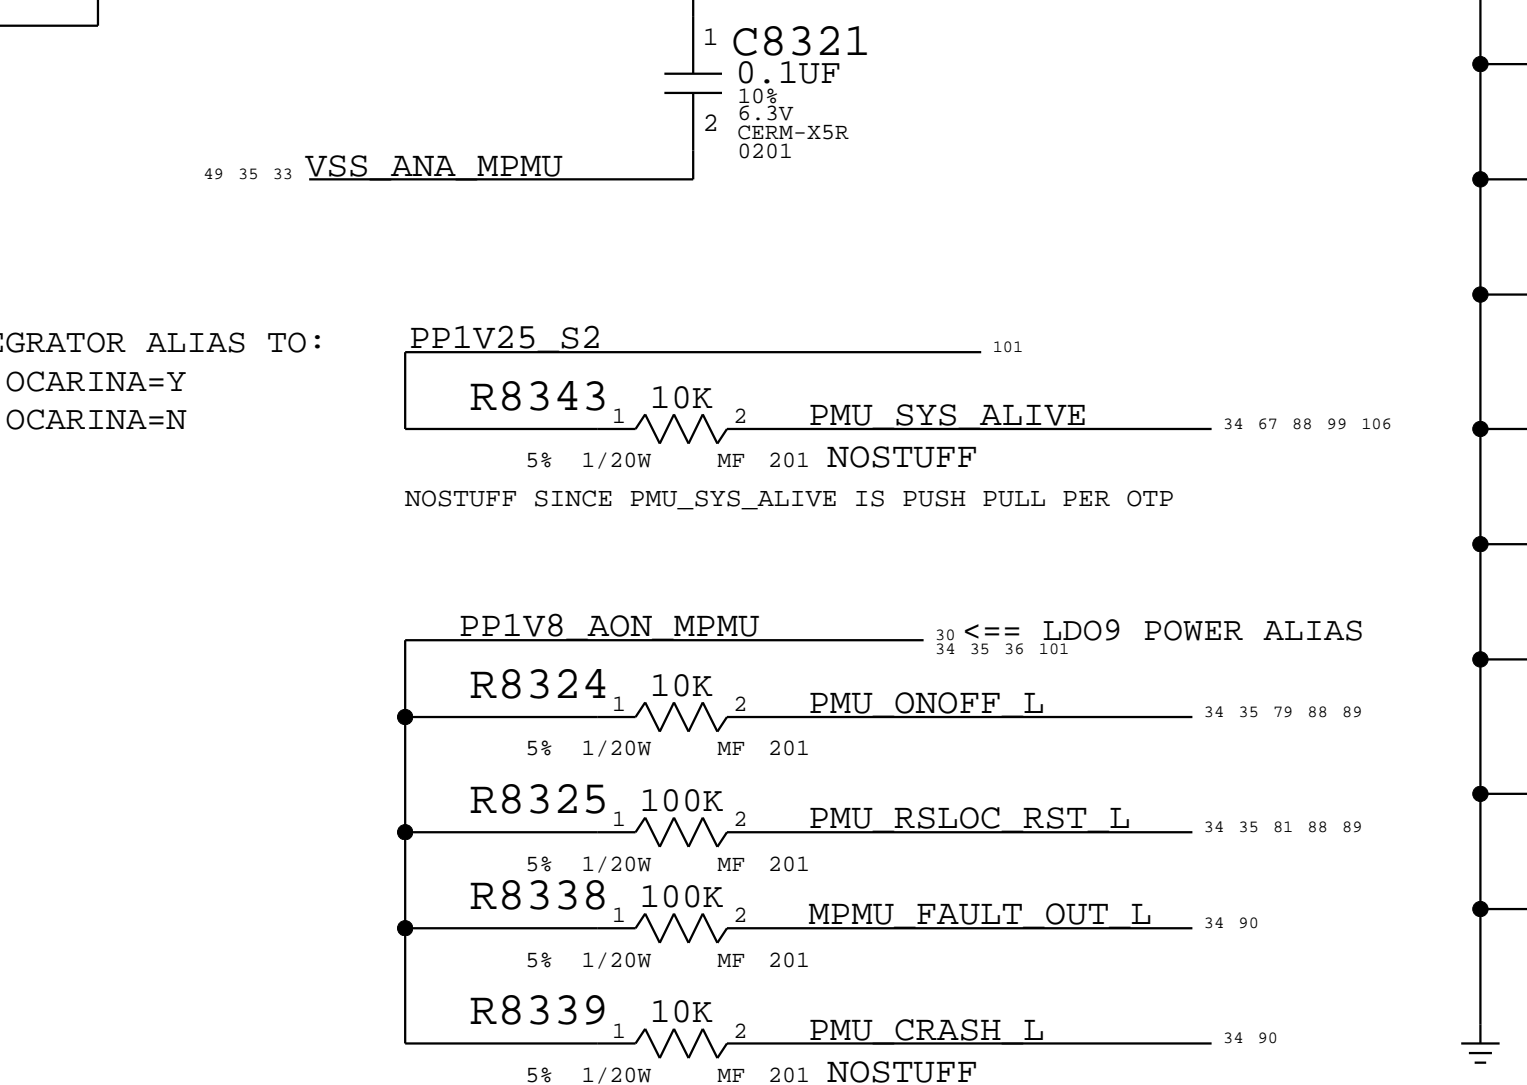 1 C8321
0.1UF
10%
6.3V
2 CERM-X5R
0201
49 35 33 VSS_ANA_MPMU
EGRATOR ALIAS TO:
OCARINA=Y
OCARINA=N
PP1V25_S2 101
R8343 1 10K 2 PMU_SYS_ALIVE 34 67 88 99 106
5% 1/20W MF 201 NOSTUFF
NOSTUFF SINCE PMU_SYS_ALIVE IS PUSH PULL PER OTP
PP1V8_AON_MPMU 30 <== LDO9 POWER ALIAS
34 35 36 101
R8324 1 10K 2 PMU_ONOFF_L 34 35 79 88 89
5% 1/20W MF 201
R8325 1 100K 2 PMU_RSLOC_RST_L 34 35 81 88 89
5% 1/20W MF 201
R8338 1 100K 2 MPMU_FAULT_OUT_L 34 90
5% 1/20W MF 201
R8339 1 10K 2 PMU_CRASH_L 34 90
5% 1/20W MF 201 NOSTUFF